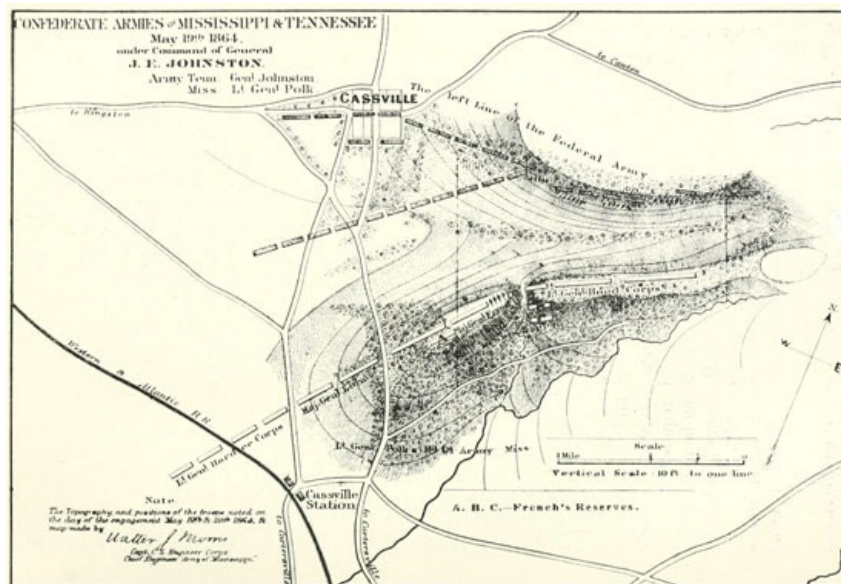 CONFEDERATE ARMIES of MISSISSIPPI & TENNESSEE
May 19th 1864,
under Command of General
J. E. JOHNSTON.
Army Tenn Genl Johnston
Miss. Lt Genl Polk
to Canton
CASSVILLE
to Kingston
The left Line of the Federal Army
Lt. Genl Hood Corps
N.
W
E
Western & Atlantic R R
Maj. Genl
Lt. Genl Hardee Corps
Lt. Genl Polk Army Miss
Scale
1 Mile
Vertical Scale 10 ft to one line
Cassville
Station
A. B. C.—French's Reserves.
to Cartersville
to Cartersville
Note
The Topography and positions of the troops noted on
the day of the engagement May 19th & 20th 1864, &
map made by
Walter J Morris
Capt. C.S. Engineer Corps
Chief Engineer Army of Mississippi"